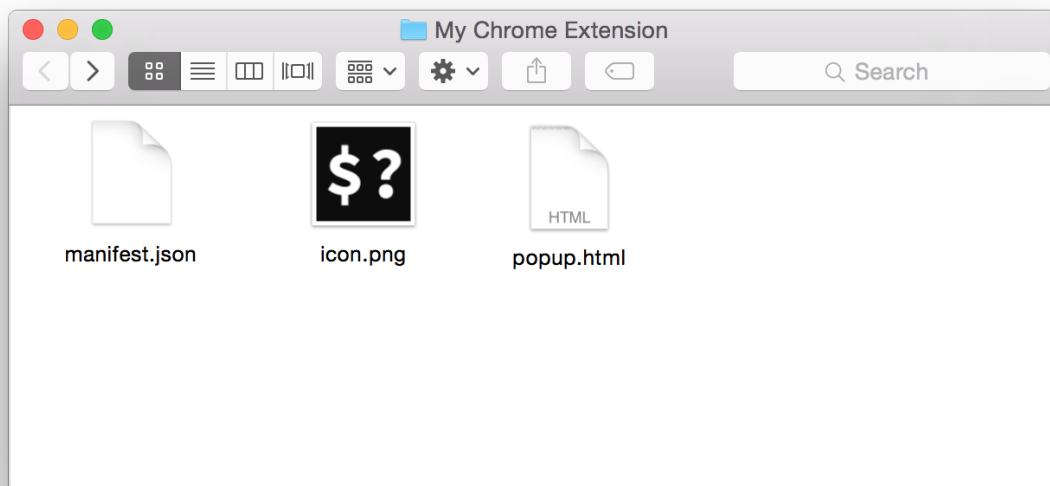 My Chrome Extension
Search
$?
HTML
manifest.json
icon.png
popup.html